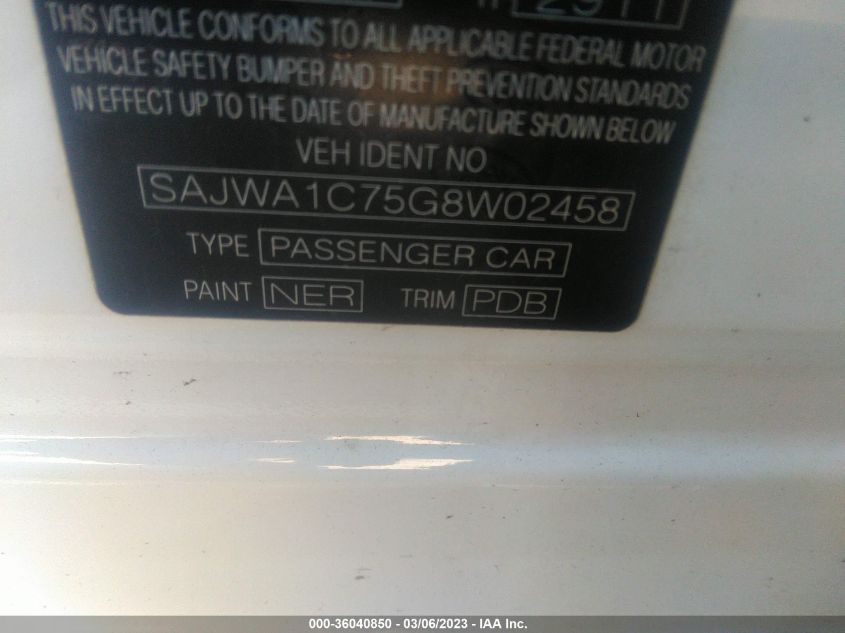 2911
THIS VEHICLE CONFORMS TO ALL APPLICABLE FEDERAL MOTOR
VEHICLE SAFETY BUMPER AND THEFT PREVENTION STANDARDS
IN EFFECT UP TO THE DATE OF MANUFACTURE SHOWN BELOW
VEH IDENT NO
SAJWA1C75G8W02458
TYPE PASSENGER CAR
PAINT NER TRIM PDB
000-36040850 - 03/06/2023 - IAA Inc.